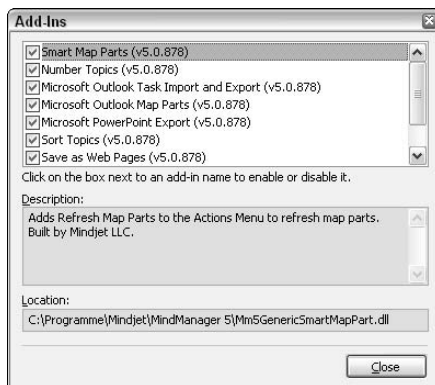 Add-Ins
Smart Map Parts (v5.0.878)
Number Topics (v5.0.878)
Microsoft Outlook Task Import and Export (v5.0.878)
Microsoft Outlook Map Parts (v5.0.878)
Microsoft PowerPoint Export (v5.0.878)
Sort Topics (v5.0.878)
Save as Web Pages (v5.0.878)
Click on the box next to an add-in name to enable or disable it.
Description:
Adds Refresh Map Parts to the Actions Menu to refresh map parts.
Built by Mindjet LLC.
Location:
C:\Programme\Mindjet\MindManager 5\Mm5GenericSmartMapPart.dll
Close